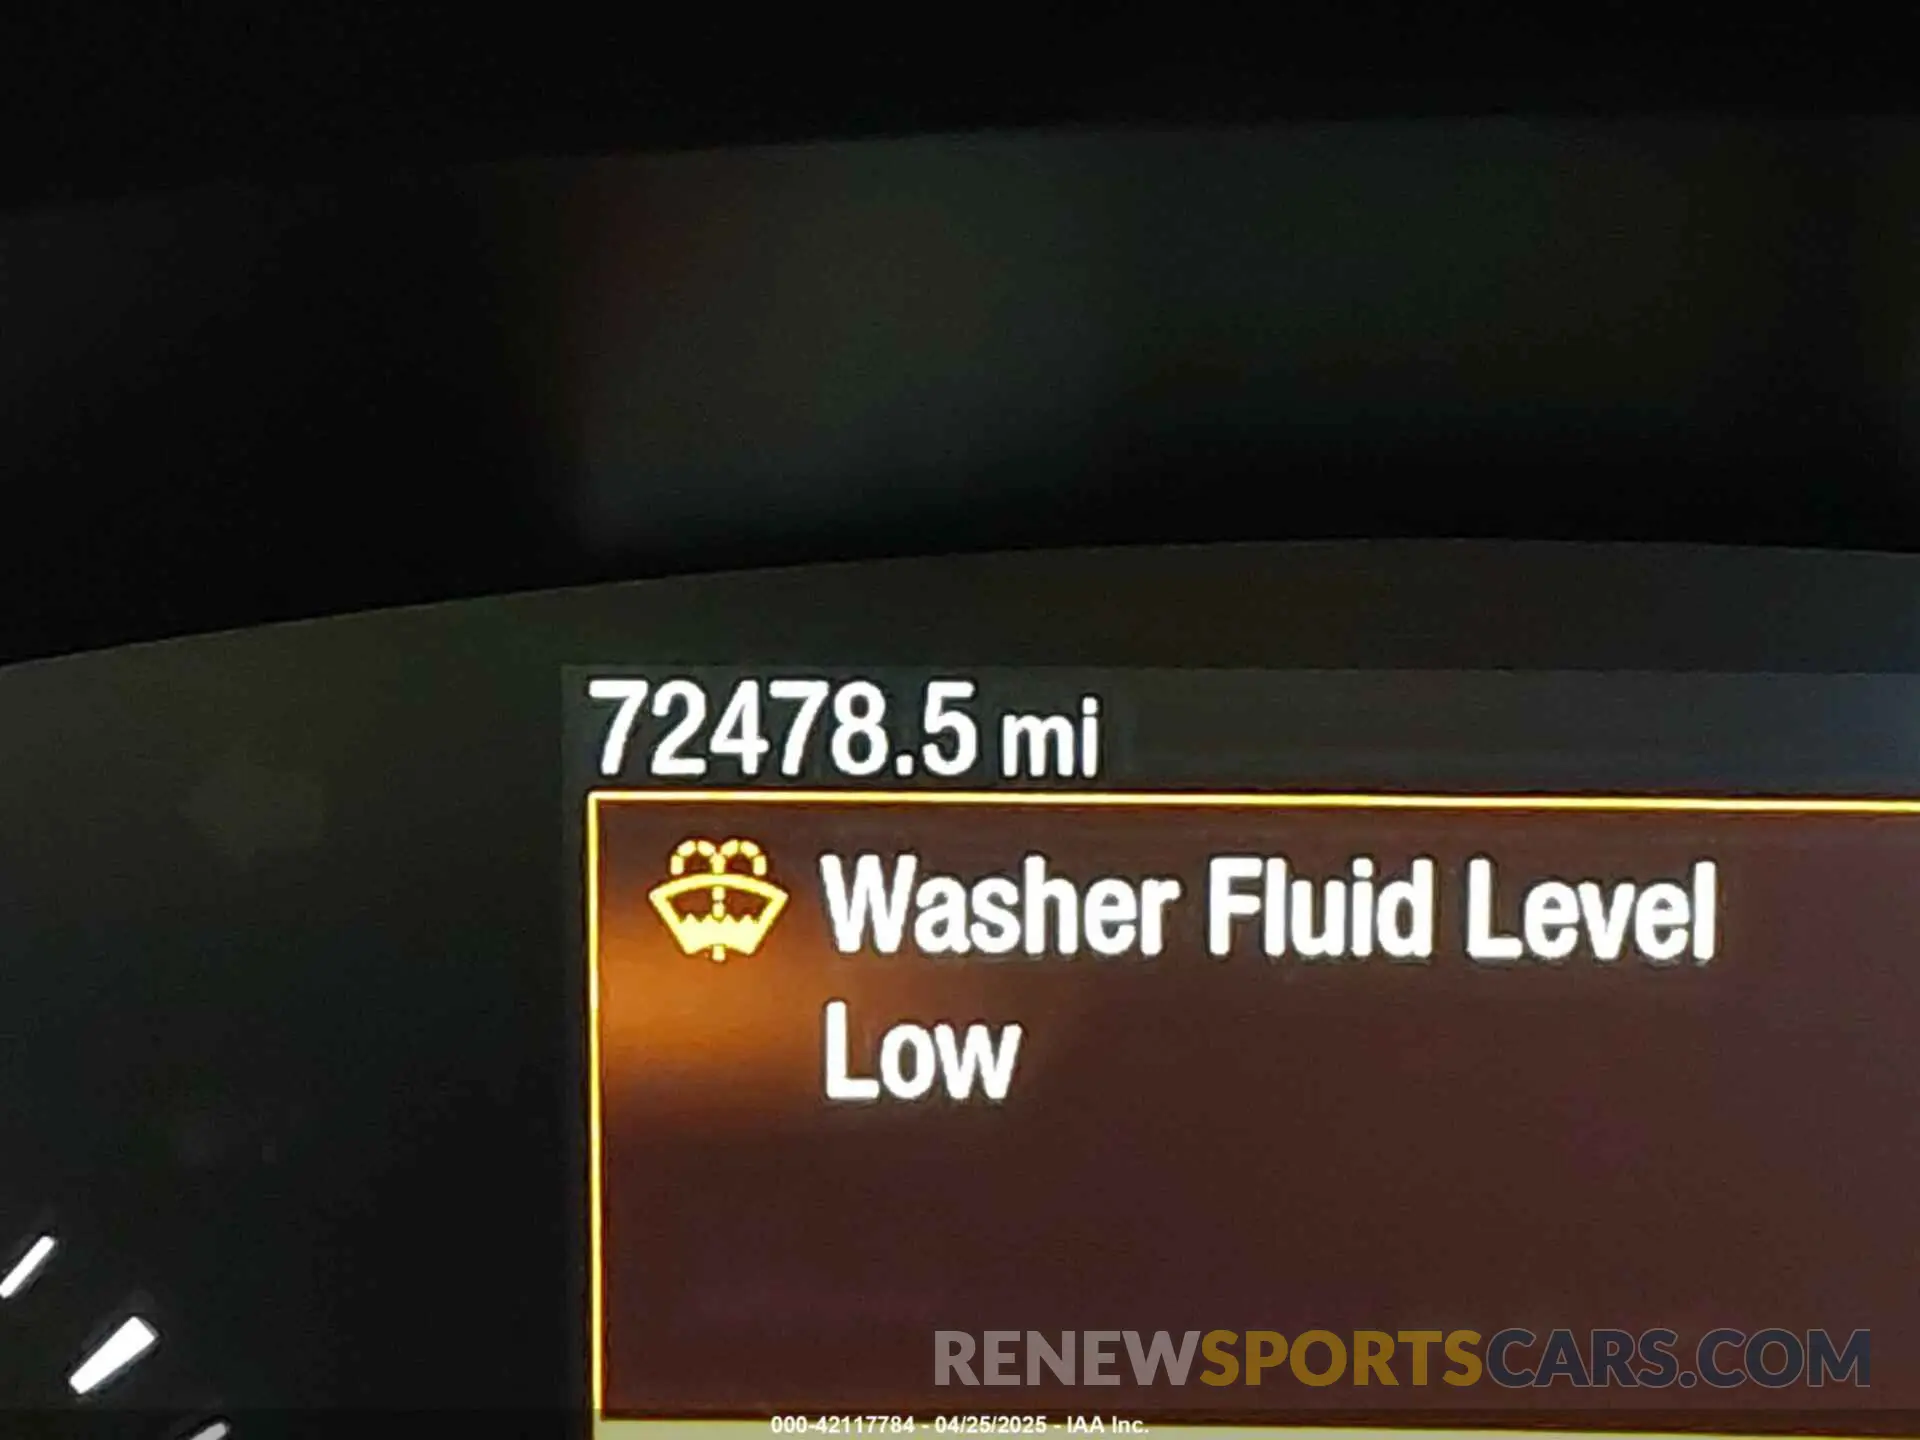 72478.5 mi
Washer Fluid Level
Low
RENEWSPORTSCARS.COM
000-42117784 - 04/25/2025 - IAA Inc.